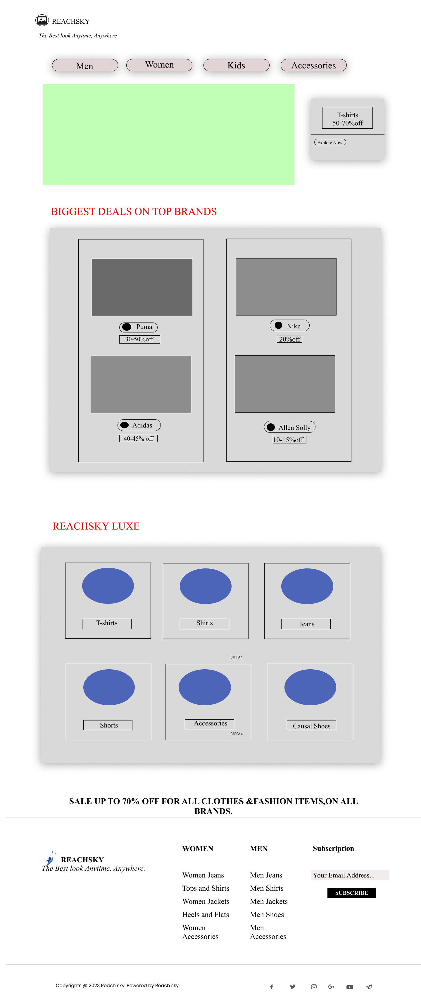 REACHSKY
The Best look Anytime, Anywhere
Men
Women
Kids
Accessories
T-shirts
50-70%off
Explore Now
BIGGEST DEALS ON TOP BRANDS
Puma
30-50%off
Nike
20%off
Adidas
40-45% off
Allen Solly
10-15%off
REACHSKY LUXE
T-shirts
Shirts
Jeans
B1FFA4
Shorts
Accessories
Causal Shoes
B1FFA4
SALE UP TO 70% OFF FOR ALL CLOTHES &FASHION ITEMS,ON ALL
BRANDS.
REACHSKY
The Best look Anytime, Anywhere.
WOMEN
Women Jeans
Tops and Shirts
Women Jackets
Heels and Flats
Women
Accessories
MEN
Men Jeans
Men Shirts
Men Jackets
Men Shoes
Men
Accessories
Subscription
Your Email Address...
SUBSCRIBE
Copyrights @ 2023 Reach sky. Powered by Reach sky.